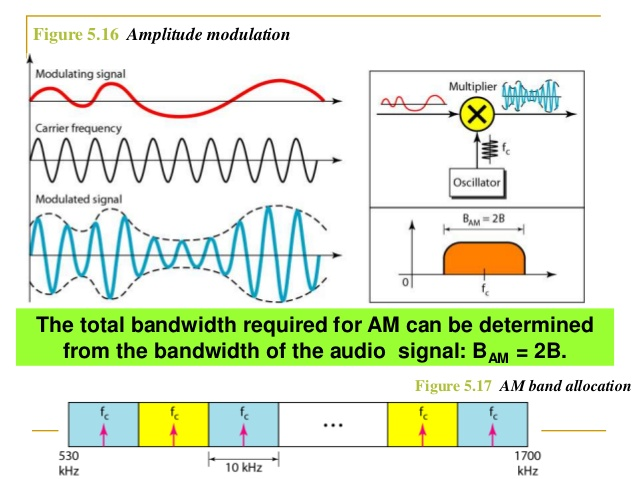 Figure 5.16 Amplitude modulation
Modulating signal
Carrier frequency
Modulated signal
Multiplier
fc
Oscillator
BAM = 2B
0
fc
The total bandwidth required for AM can be determined
from the bandwidth of the audio signal: BAM = 2B.
Figure 5.17 AM band allocation
fc fc fc ... fc fc
530
kHz
10 kHz
1700
kHz